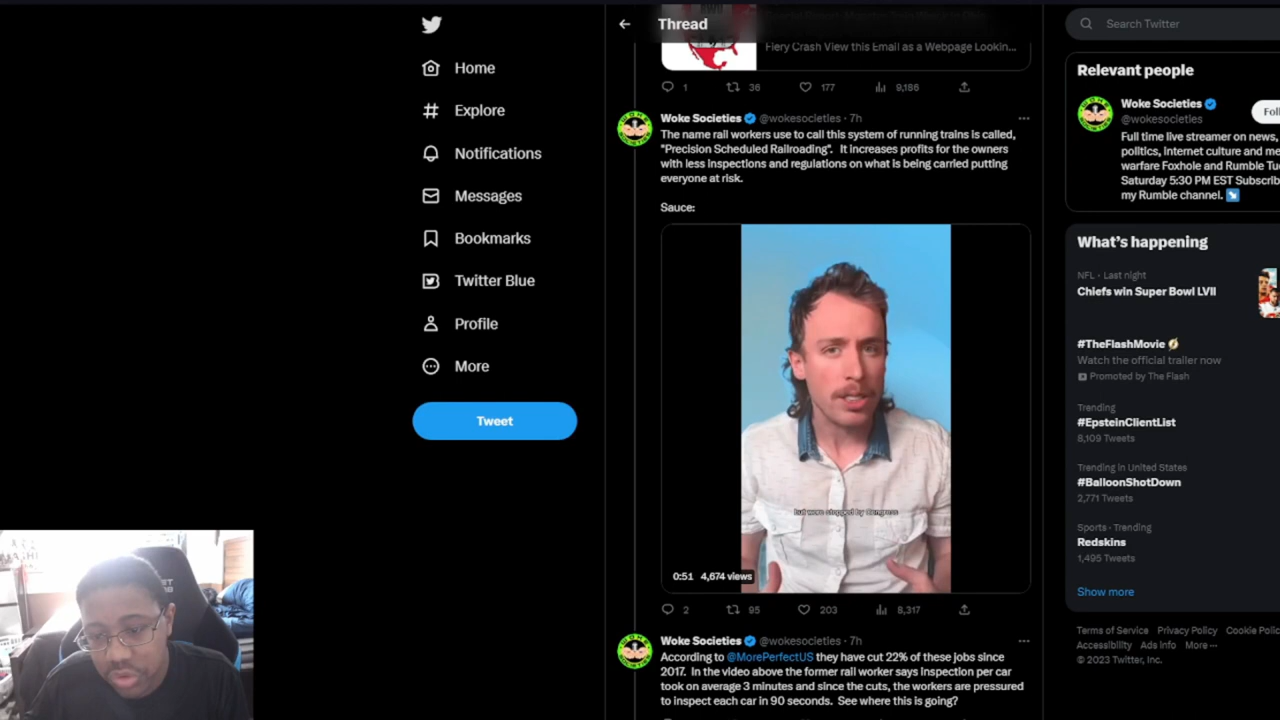 Home
Explore
Notifications
Messages
Bookmarks
Twitter Blue
Profile
More
Tweet
Thread
Fiery Crash View this Email as a Webpage Lookin...
1 36 177 9,186
Woke Societies @wokesocieties · 7h
The name rail workers use to call this system of running trains is called,
"Precision Scheduled Railroading". It increases profits for the owners
with less inspections and regulations on what is being carried putting
everyone at risk.
Sauce:
but were stopped by Congress
0:51 4,674 views
2 95 203 8,317
Woke Societies @wokesocieties · 7h
According to @MorePerfectUS they have cut 22% of these jobs since
2017. In the video above the former rail worker says inspection per car
took on average 3 minutes and since the cuts, the workers are pressured
to inspect each car in 90 seconds. See where this is going?
Search Twitter
Relevant people
Woke Societies
@wokesocieties
Foll
Full time live streamer on news,
politics, internet culture and me
warfare Foxhole and Rumble Tu
Saturday 5:30 PM EST Subscrib
my Rumble channel.
What's happening
NFL · Last night
Chiefs win Super Bowl LVII
#TheFlashMovie
Watch the official trailer now
Promoted by The Flash
Trending
#EpsteinClientList
8,109 Tweets
Trending in United States
#BalloonShotDown
2,771 Tweets
Sports · Trending
Redskins
1,495 Tweets
Show more
Terms of Service Privacy Policy Cookie Polic
Accessibility Ads info More ···
© 2023 Twitter, Inc.